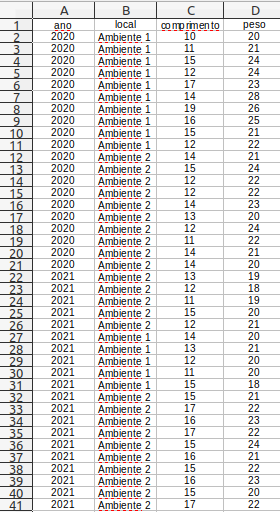 A B C D
1 ano local comprimento peso
2 2020 Ambiente 1 10 20
3 2020 Ambiente 1 11 21
4 2020 Ambiente 1 15 24
5 2020 Ambiente 1 12 24
6 2020 Ambiente 1 17 23
7 2020 Ambiente 1 14 28
8 2020 Ambiente 1 19 26
9 2020 Ambiente 1 16 25
10 2020 Ambiente 1 15 21
11 2020 Ambiente 1 12 22
12 2020 Ambiente 2 14 21
13 2020 Ambiente 2 15 24
14 2020 Ambiente 2 12 22
15 2020 Ambiente 2 12 22
16 2020 Ambiente 2 14 23
17 2020 Ambiente 2 13 20
18 2020 Ambiente 2 12 24
19 2020 Ambiente 2 11 22
20 2020 Ambiente 2 14 21
21 2020 Ambiente 2 14 20
22 2021 Ambiente 2 13 19
23 2021 Ambiente 2 12 18
24 2021 Ambiente 2 11 19
25 2021 Ambiente 2 15 20
26 2021 Ambiente 2 12 21
27 2021 Ambiente 1 14 20
28 2021 Ambiente 1 13 21
29 2021 Ambiente 1 12 20
30 2021 Ambiente 1 11 20
31 2021 Ambiente 1 15 18
32 2021 Ambiente 2 15 21
33 2021 Ambiente 2 17 22
34 2021 Ambiente 2 16 23
35 2021 Ambiente 2 17 22
36 2021 Ambiente 2 15 24
37 2021 Ambiente 2 16 21
38 2021 Ambiente 2 15 22
39 2021 Ambiente 2 16 23
40 2021 Ambiente 2 15 20
41 2021 Ambiente 2 17 22